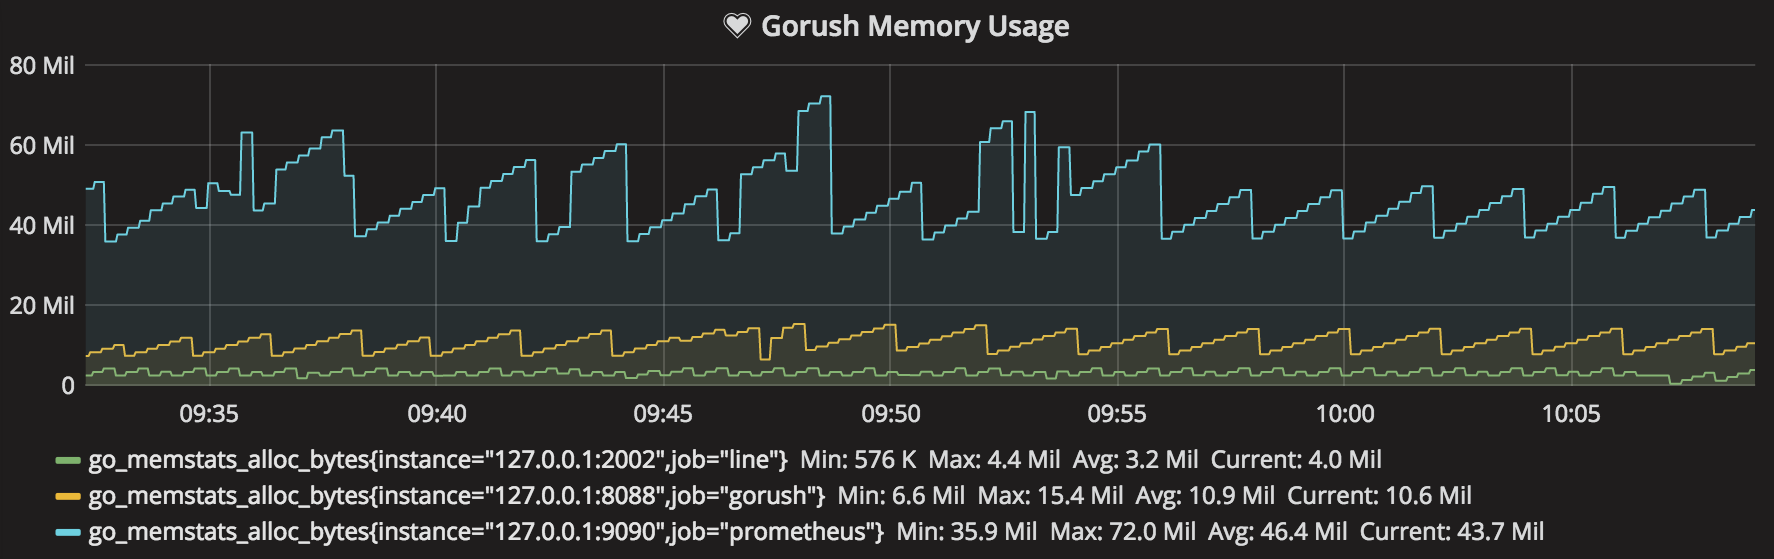 Gorush Memory Usage
80 Mil
60 Mil
40 Mil
20 Mil
0
09:35 09:40 09:45 09:50 09:55 10:00 10:05
go_memstats_alloc_bytes{instance="127.0.0.1:2002",job="line"} Min: 576 K Max: 4.4 Mil Avg: 3.2 Mil Current: 4.0 Mil
go_memstats_alloc_bytes{instance="127.0.0.1:8088",job="gorush"} Min: 6.6 Mil Max: 15.4 Mil Avg: 10.9 Mil Current: 10.6 Mil
go_memstats_alloc_bytes{instance="127.0.0.1:9090",job="prometheus"} Min: 35.9 Mil Max: 72.0 Mil Avg: 46.4 Mil Current: 43.7 Mil